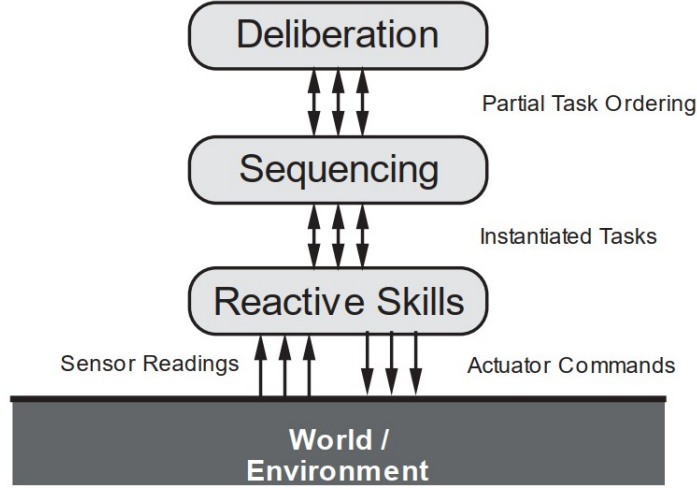 Deliberation
Partial Task Ordering
Sequencing
Instantiated Tasks
Reactive Skills
Sensor Readings
Actuator Commands
World /
Environment